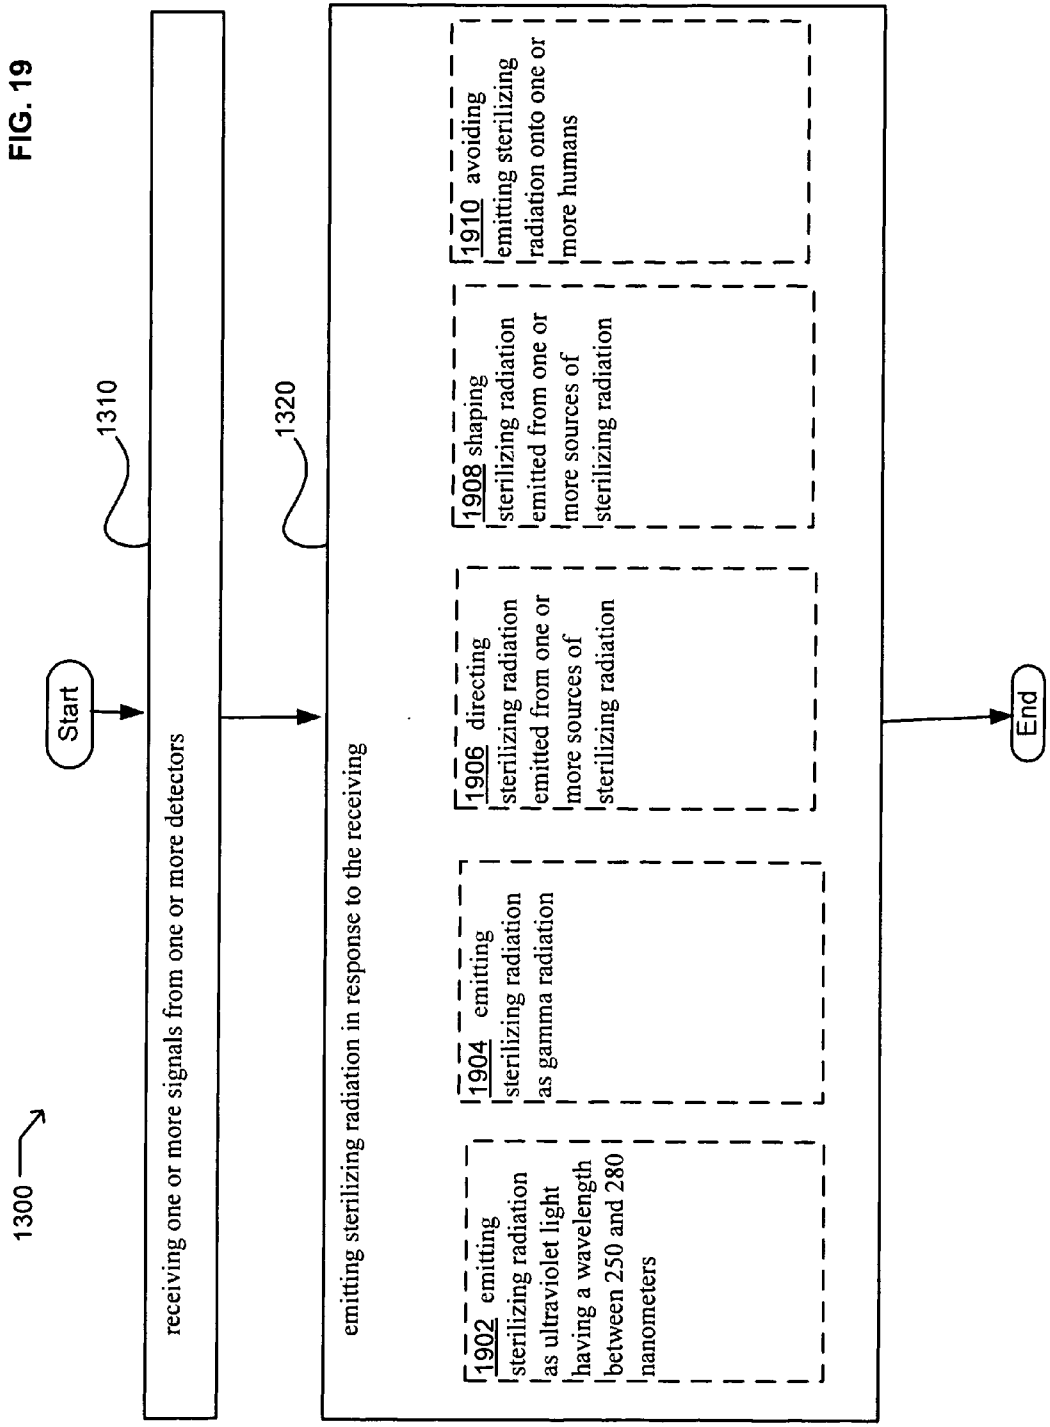 FIG. 19
1300
Start
1310
receiving one or more signals from one or more detectors
1320
emitting sterilizing radiation in response to the receiving
1902 emitting
sterilizing radiation
as ultraviolet light
having a wavelength
between 250 and 280
nanometers
1904 emitting
sterilizing radiation
as gamma radiation
1906 directing
sterilizing radiation
emitted from one or
more sources of
sterilizing radiation
1908 shaping
sterilizing radiation
emitted from one or
more sources of
sterilizing radiation
1910 avoiding
emitting sterilizing
radiation onto one or
more humans
End